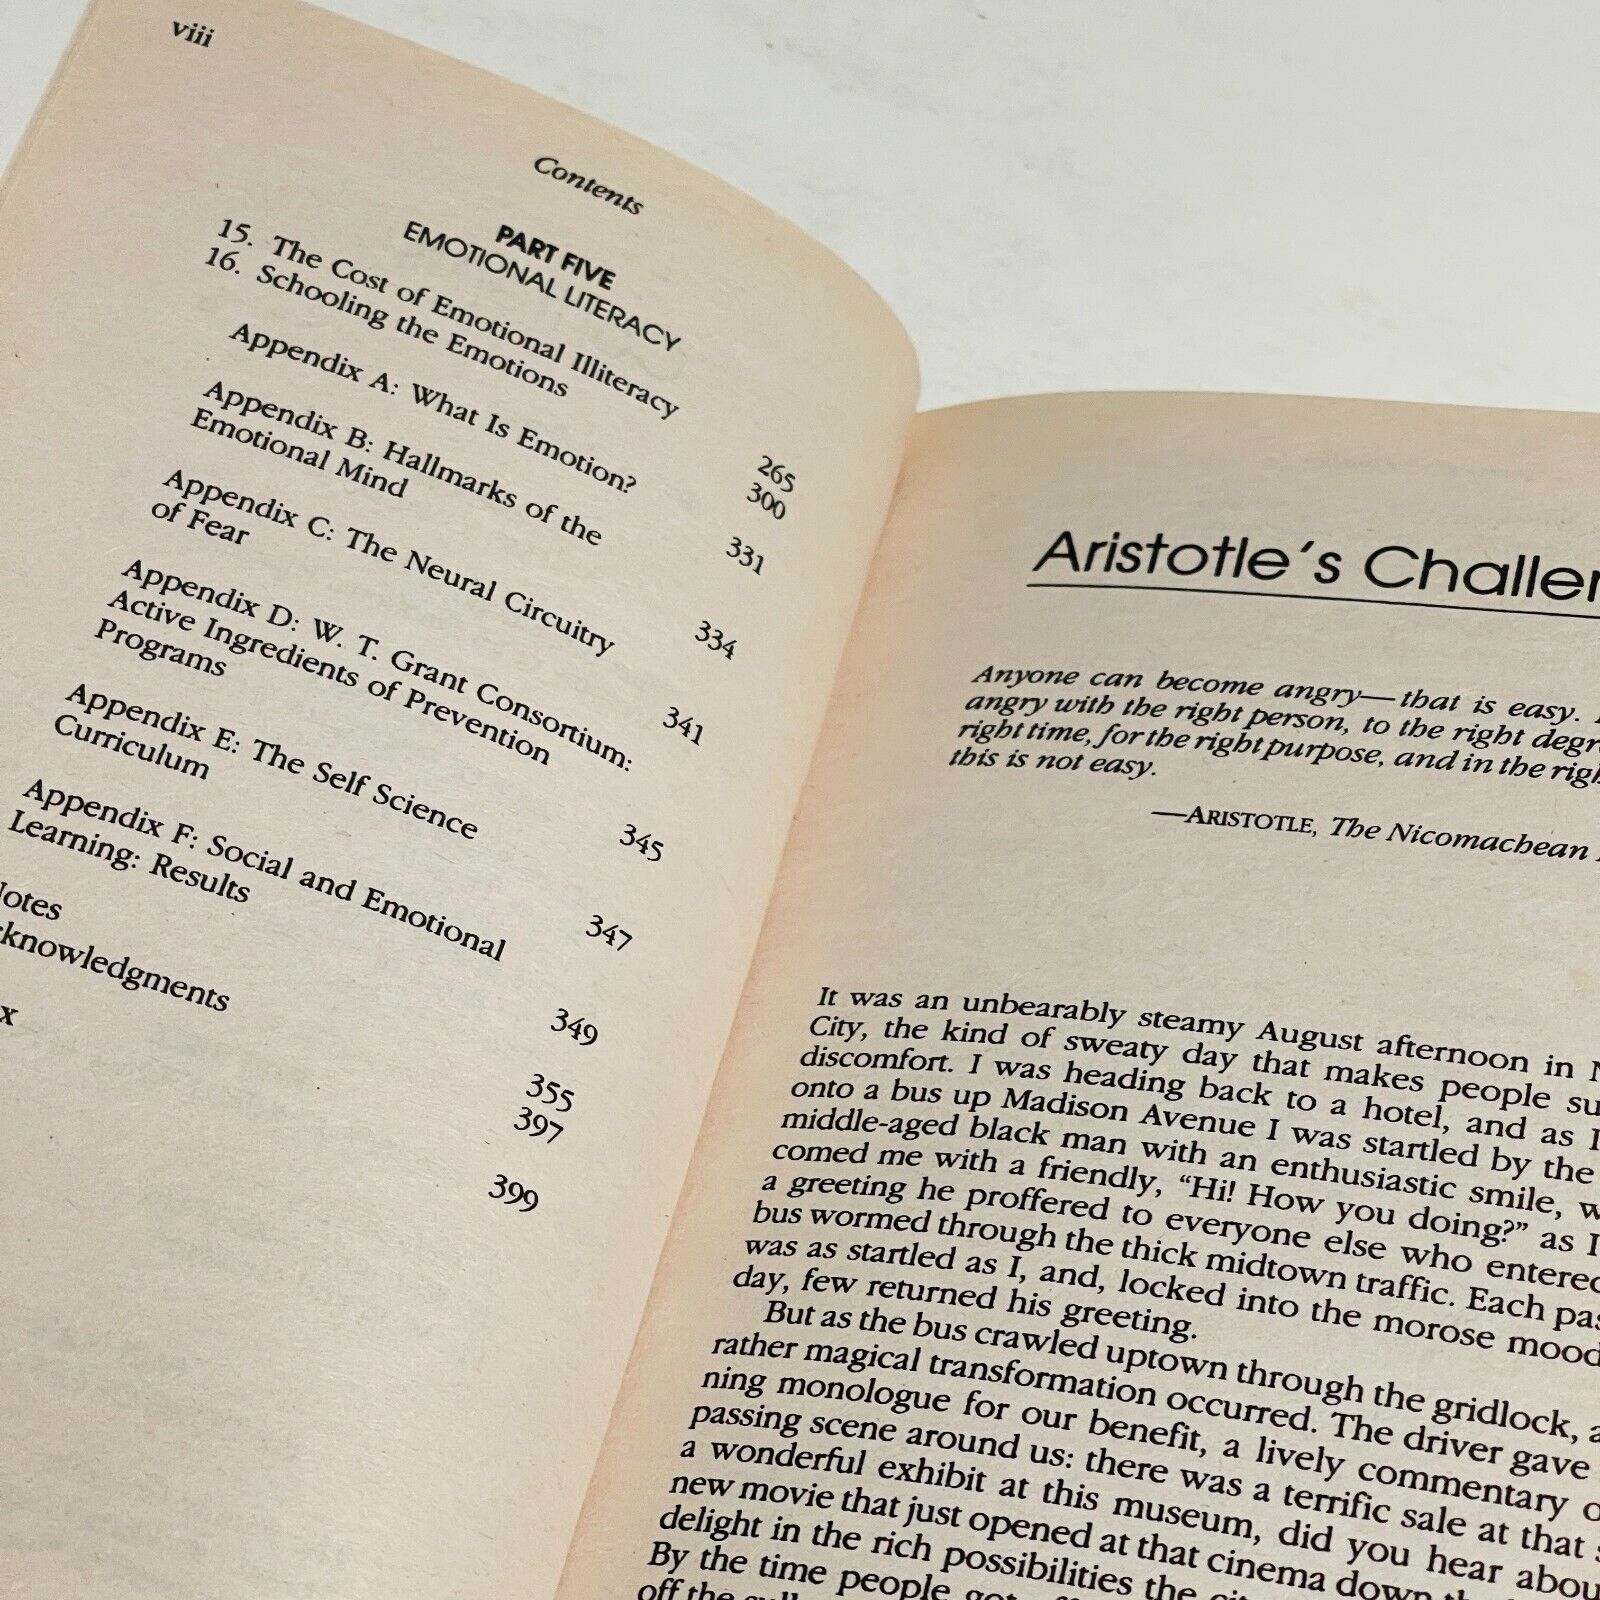 viii
Contents
PART FIVE
EMOTIONAL LITERACY
15. The Cost of Emotional Illiteracy 265
16. Schooling the Emotions 300
Appendix A: What Is Emotion? 331
Appendix B: Hallmarks of the
Emotional Mind 334
Appendix C: The Neural Circuitry
of Fear 341
Appendix D: W. T. Grant Consortium:
Active Ingredients of Prevention
Programs 345
Appendix E: The Self Science
Curriculum 347
Appendix F: Social and Emotional
Learning: Results 349
Notes 355
cknowledgments 397
x 399
Aristotle's Challen
Anyone can become angry—that is easy.
angry with the right person, to the right degr
right time, for the right purpose, and in the righ
this is not easy.
—ARISTOTLE, The Nicomachean
It was an unbearably steamy August afternoon in N
City, the kind of sweaty day that makes people su
discomfort. I was heading back to a hotel, and as I
onto a bus up Madison Avenue I was startled by the
middle-aged black man with an enthusiastic smile, w
comed me with a friendly, “Hi! How you doing?” as I
a greeting he proffered to everyone else who entered
bus wormed through the thick midtown traffic. Each pas
was as startled as I, and, locked into the morose mood
day, few returned his greeting.
But as the bus crawled uptown through the gridlock, a
rather magical transformation occurred. The driver gave
ning monologue for our benefit, a lively commentary o
passing scene around us: there was a terrific sale at that s
a wonderful exhibit at this museum, did you hear abou
new movie that just opened at that cinema down
delight in the rich possibilities the
By the time people got
off the